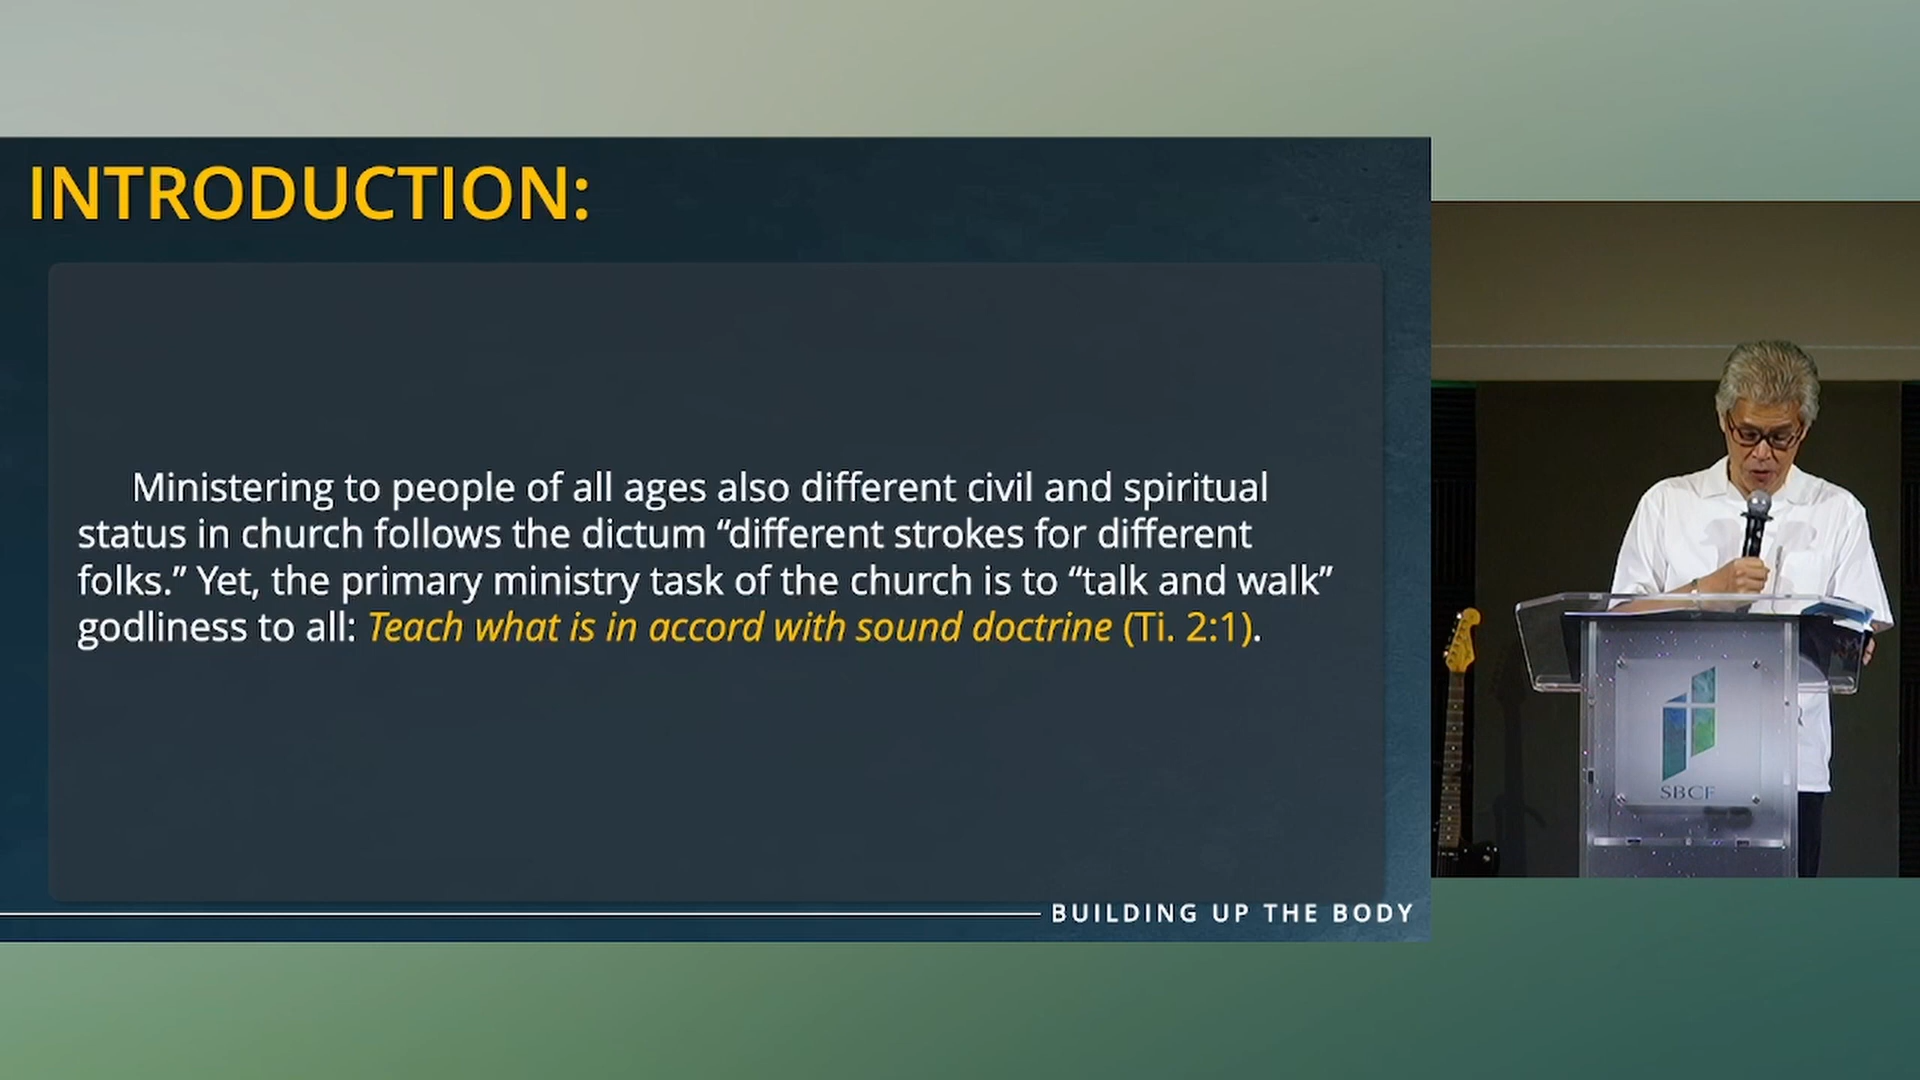 INTRODUCTION:
Ministering to people of all ages also different civil and spiritual
status in church follows the dictum “different strokes for different
folks.” Yet, the primary ministry task of the church is to “talk and walk”
godliness to all: Teach what is in accord with sound doctrine (Ti. 2:1).
BUILDING UP THE BODY
SBCF